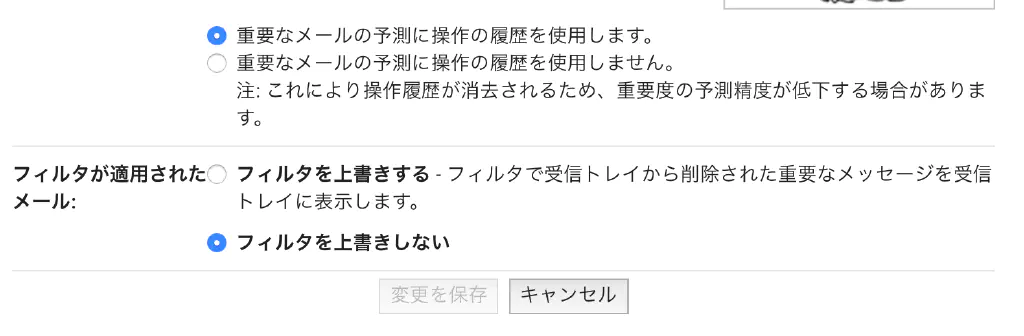 重要なメールの予測に操作の履歴を使用します。
重要なメールの予測に操作の履歴を使用しません。
注: これにより操作履歴が消去されるため、重要度の予測精度が低下する場合がありま
す。
フィルタが適用された
メール:
フィルタを上書きする - フィルタで受信トレイから削除された重要なメッセージを受信
トレイに表示します。
フィルタを上書きしない
変更を保存
キャンセル